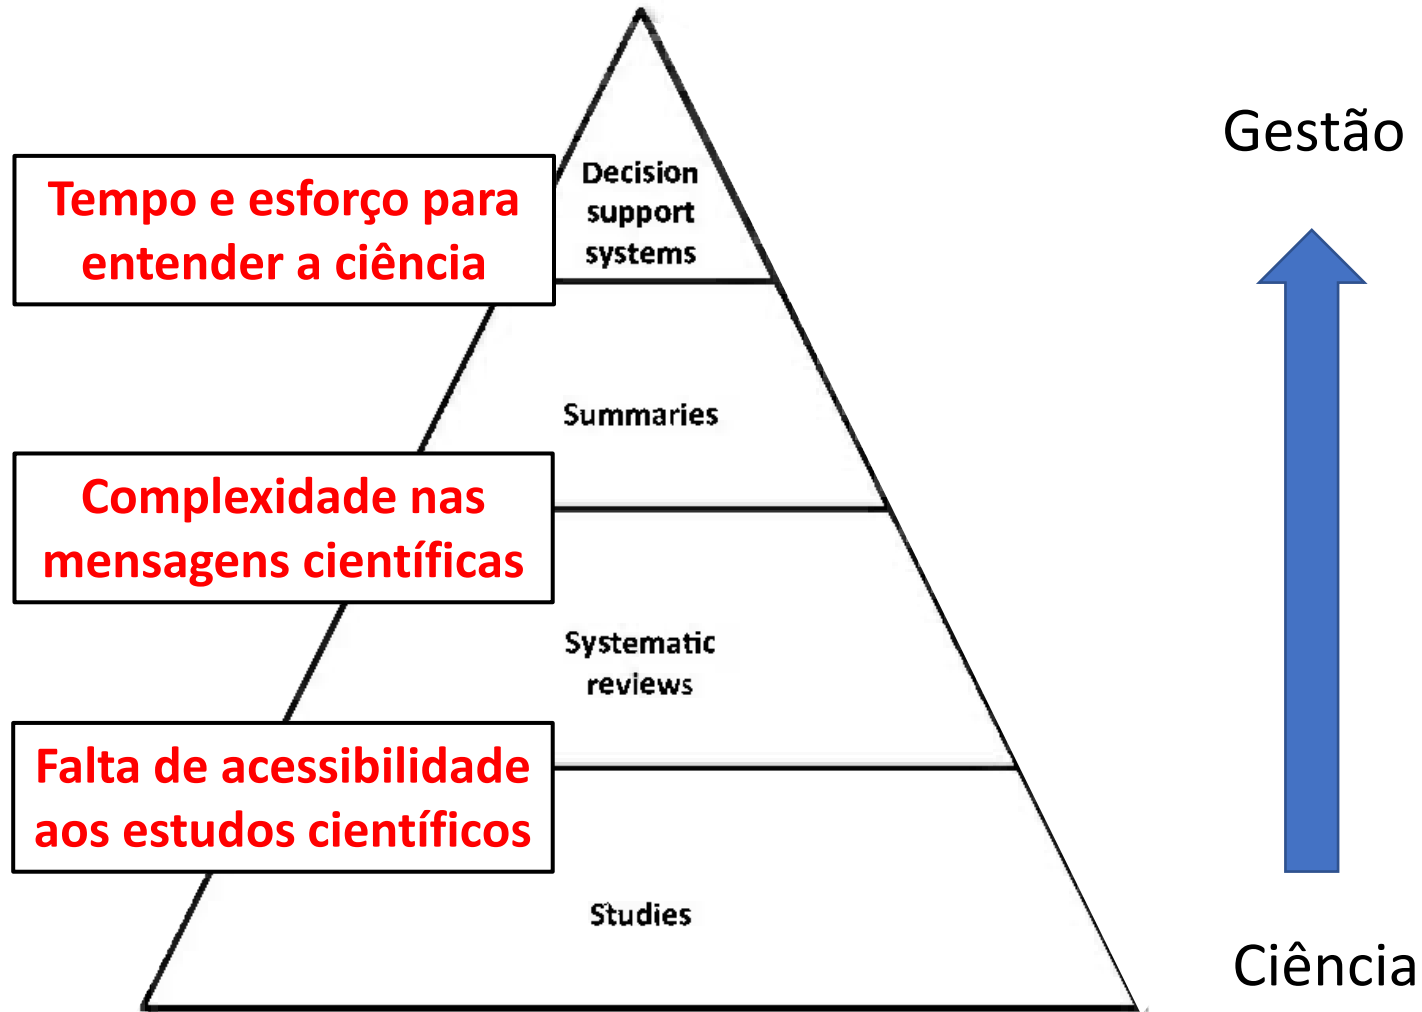 Gestão
Tempo e esforço para
entender a ciência
Decision
support
systems
Summaries
Complexidade nas
mensagens científicas
Systematic
reviews
Falta de acessibilidade
aos estudos científicos
Studies
Ciência